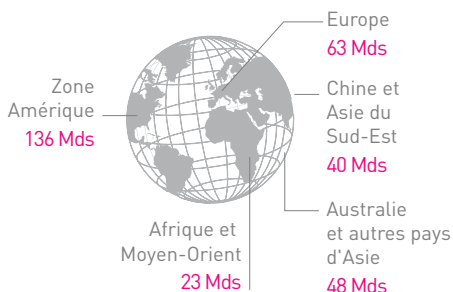 Europe
63 Mds
Zone
Amérique
136 Mds
Chine et
Asie du
Sud-Est
40 Mds
Australie
et autres pays
d'Asie
48 Mds
Afrique et
Moyen-Orient
23 Mds